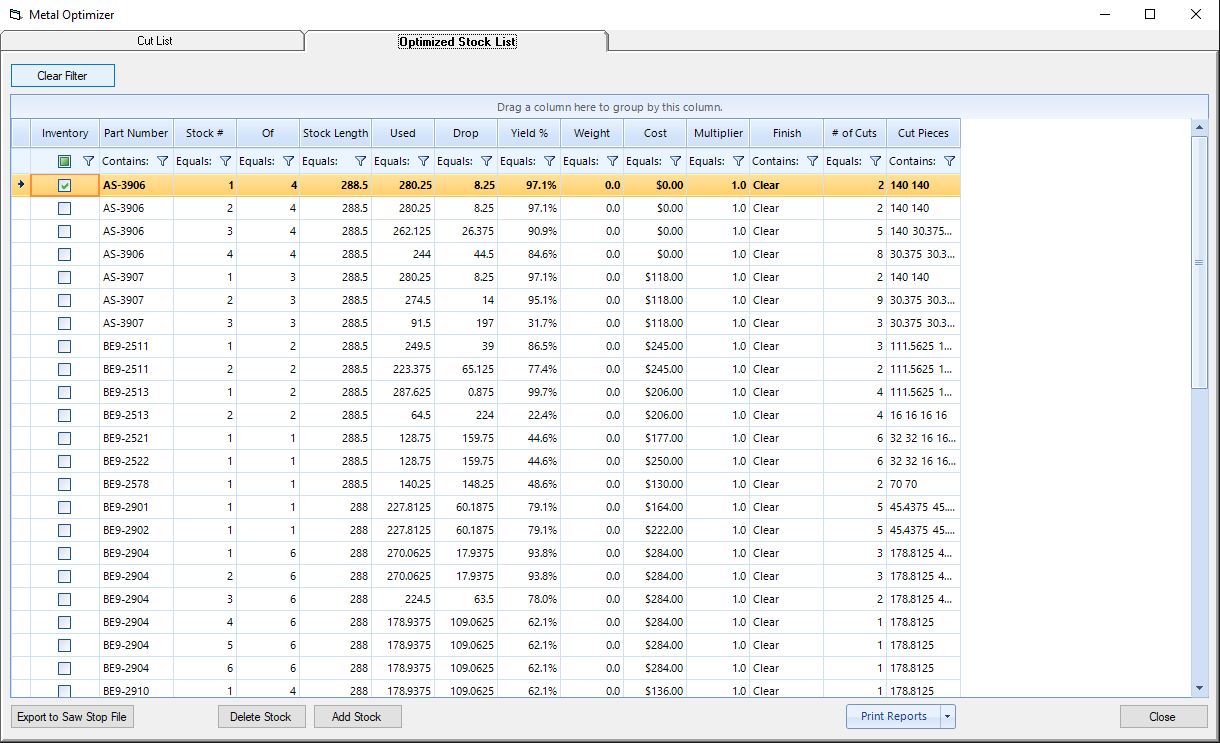 Metal Optimizer
Cut List Optimized Stock List
Clear Filter
Drag a column here to group by this column.
Inventory Part Number Stock # Of Stock Length Used Drop Yield % Weight Cost Multiplier Finish # of Cuts Cut Pieces
Contains: Equals: Equals: Equals: Equals: Equals: Equals: Equals: Equals: Equals: Contains: Equals: Contains:
AS-3906 1 4 288.5 280.25 8.25 97.1% 0.0 $0.00 1.0 Clear 2 140 140
AS-3906 2 4 288.5 280.25 8.25 97.1% 0.0 $0.00 1.0 Clear 2 140 140
AS-3906 3 4 288.5 262.125 26.375 90.9% 0.0 $0.00 1.0 Clear 5 140 30.375...
AS-3906 4 4 288.5 244 44.5 84.6% 0.0 $0.00 1.0 Clear 8 30.375 30.3...
AS-3907 1 3 288.5 280.25 8.25 97.1% 0.0 $118.00 1.0 Clear 2 140 140
AS-3907 2 3 288.5 274.5 14 95.1% 0.0 $118.00 1.0 Clear 9 30.375 30.3...
AS-3907 3 3 288.5 91.5 197 31.7% 0.0 $118.00 1.0 Clear 3 30.375 30.3...
BE9-2511 1 2 288.5 249.5 39 86.5% 0.0 $245.00 1.0 Clear 3 111.5625 1...
BE9-2511 2 2 288.5 223.375 65.125 77.4% 0.0 $245.00 1.0 Clear 2 111.5625 1...
BE9-2513 1 2 288.5 287.625 0.875 99.7% 0.0 $206.00 1.0 Clear 4 111.5625 1...
BE9-2513 2 2 288.5 64.5 224 22.4% 0.0 $206.00 1.0 Clear 4 16 16 16 16
BE9-2521 1 1 288.5 128.75 159.75 44.6% 0.0 $177.00 1.0 Clear 6 32 32 16 16...
BE9-2522 1 1 288.5 128.75 159.75 44.6% 0.0 $250.00 1.0 Clear 6 32 32 16 16...
BE9-2578 1 1 288.5 140.25 148.25 48.6% 0.0 $130.00 1.0 Clear 2 70 70
BE9-2901 1 1 288 227.8125 60.1875 79.1% 0.0 $164.00 1.0 Clear 5 45.4375 45....
BE9-2902 1 1 288 227.8125 60.1875 79.1% 0.0 $222.00 1.0 Clear 5 45.4375 45....
BE9-2904 1 6 288 270.0625 17.9375 93.8% 0.0 $284.00 1.0 Clear 3 178.8125 4...
BE9-2904 2 6 288 270.0625 17.9375 93.8% 0.0 $284.00 1.0 Clear 3 178.8125 4...
BE9-2904 3 6 288 224.5 63.5 78.0% 0.0 $284.00 1.0 Clear 2 178.8125 4...
BE9-2904 4 6 288 178.9375 109.0625 62.1% 0.0 $284.00 1.0 Clear 1 178.8125
BE9-2904 5 6 288 178.9375 109.0625 62.1% 0.0 $284.00 1.0 Clear 1 178.8125
BE9-2904 6 6 288 178.9375 109.0625 62.1% 0.0 $284.00 1.0 Clear 1 178.8125
BE9-2910 1 4 288 178.9375 109.0625 62.1% 0.0 $136.00 1.0 Clear 1 178.8125
Export to Saw Stop File Delete Stock Add Stock Print Reports Close